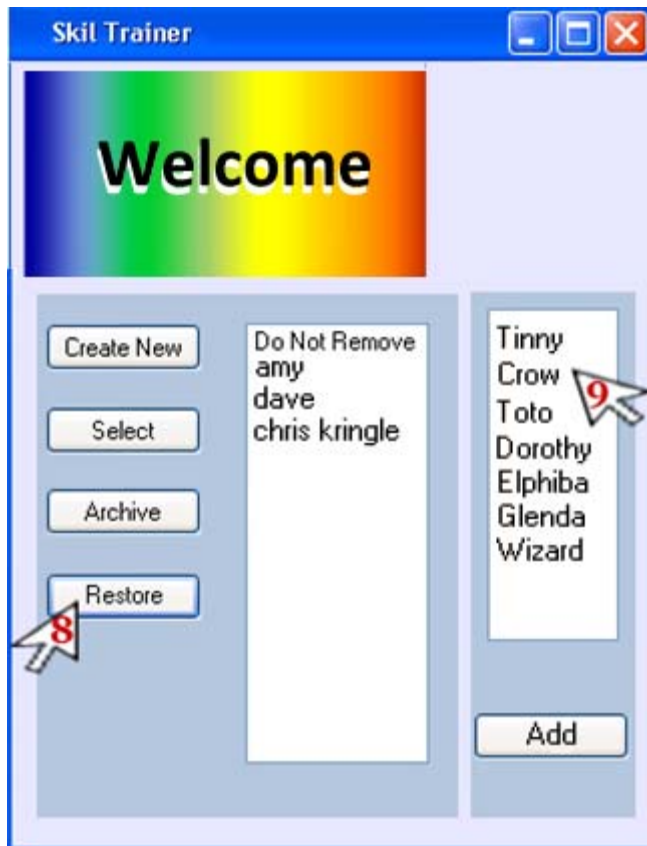 Skil Trainer
Welcome
Create New
Select
Archive
Restore
8
Do Not Remove
amy
dave
chris kringle
Tinny
Crow
9
Toto
Dorothy
Elphiba
Glenda
Wizard
Add